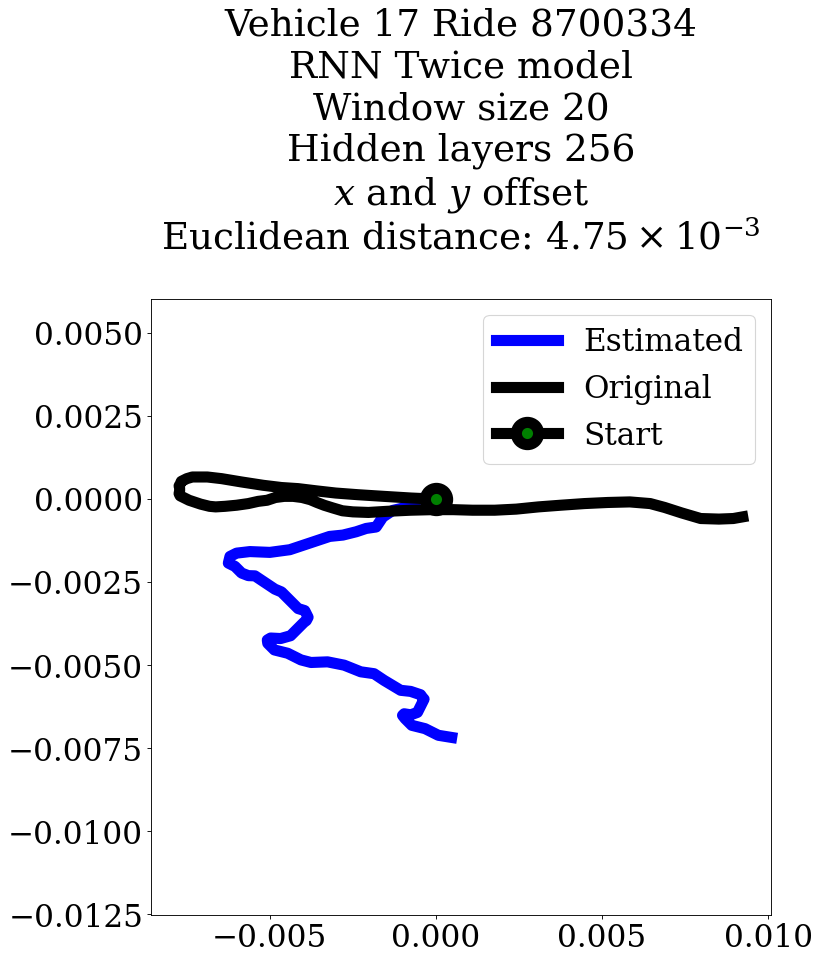 Vehicle 17 Ride 8700334
RNN Twice model
Window size 20
Hidden layers 256
x and y offset
Euclidean distance: 4.75 × 10⁻³
Estimated
Original
Start
0.0050
0.0025
0.0000
−0.0025
−0.0050
−0.0075
−0.0100
−0.0125
−0.005 0.000 0.005 0.010